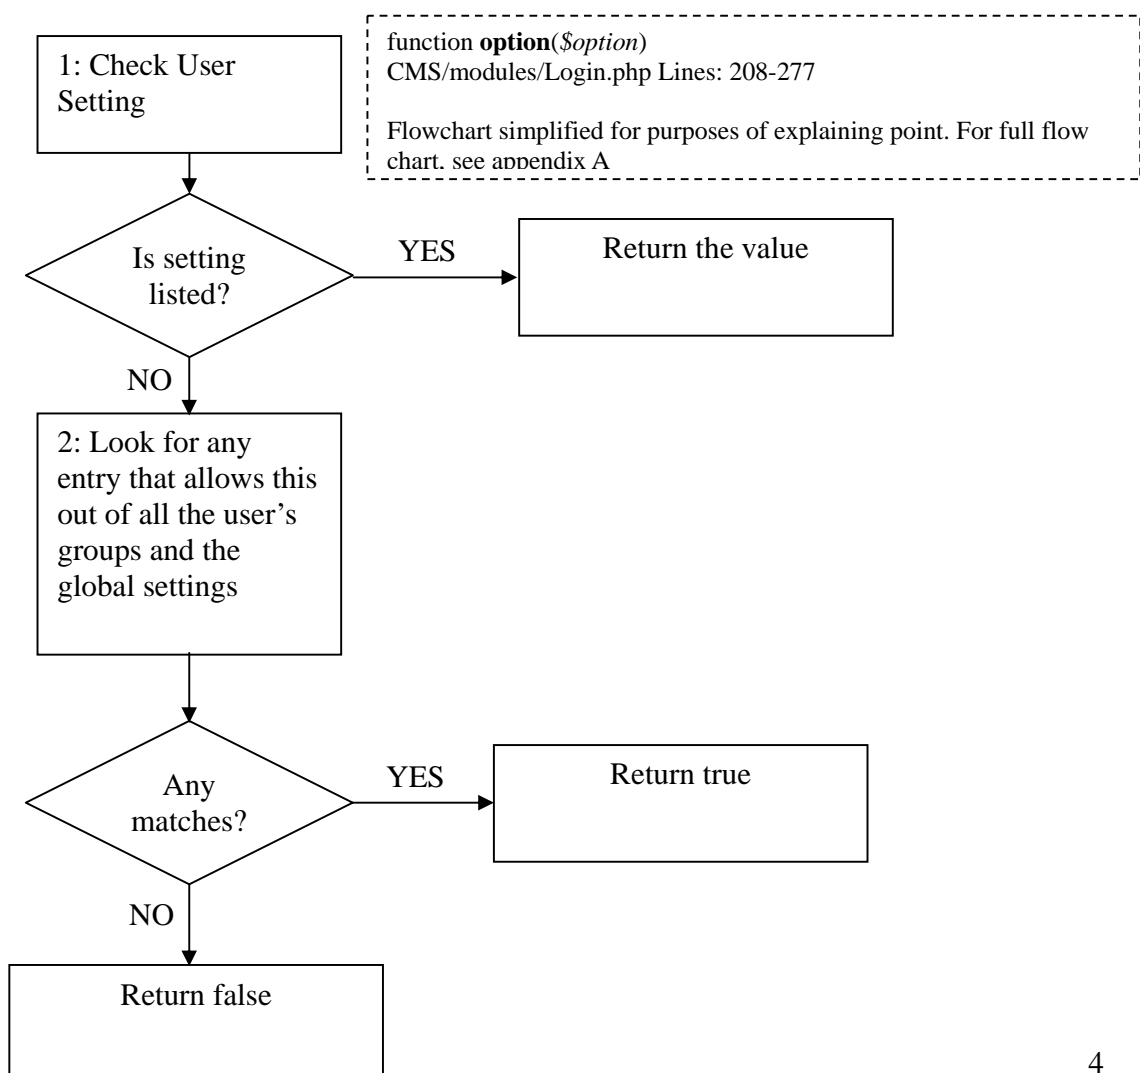 function option($option)
CMS/modules/Login.php Lines: 208-277
Flowchart simplified for purposes of explaining point. For full flow
chart, see appendix A
1: Check User
Setting
Is setting
listed?
YES
Return the value
NO
2: Look for any
entry that allows this
out of all the user’s
groups and the
global settings
Any
matches?
YES
Return true
NO
Return false
4